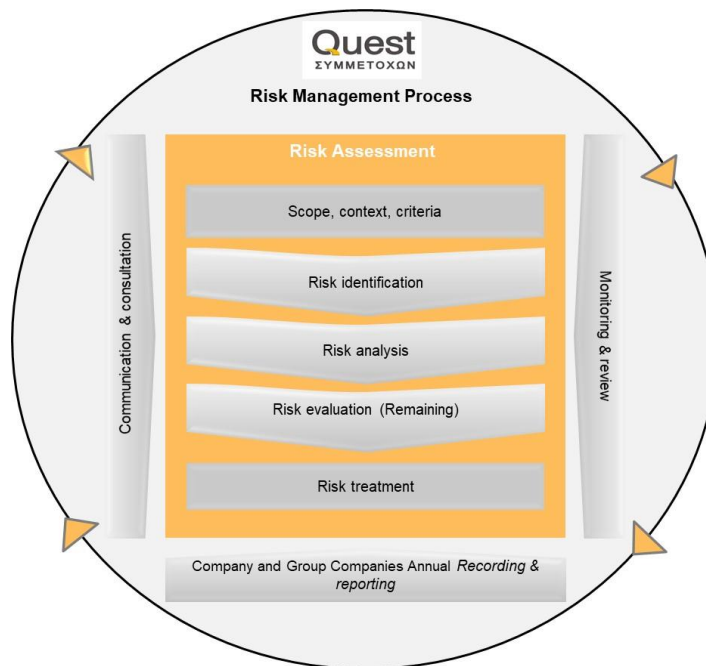 Quest
ΣΥΜΜΕΤΟΧΩΝ
Risk Management Process
Risk Assessment
Scope, context, criteria
Risk identification
Risk analysis
Risk evaluation (Remaining)
Risk treatment
Communication & consultation
Monitoring & review
Company and Group Companies Annual Recording &
reporting